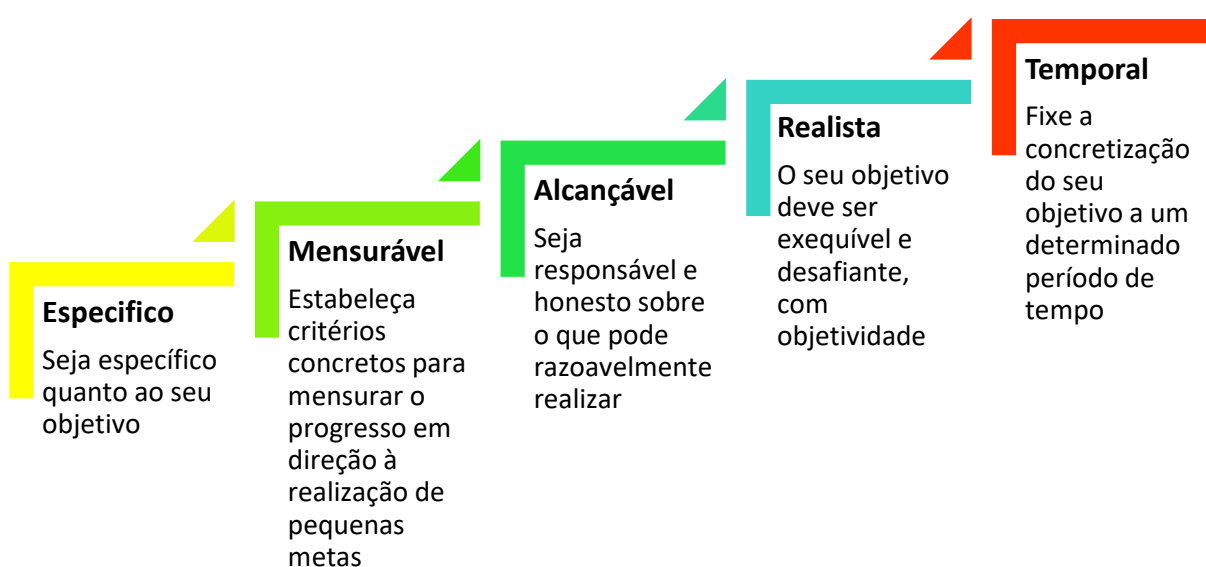 Especifico
Seja específico
quanto ao seu
objetivo
Mensurável
Estabeleça
critérios
concretos para
mensurar o
progresso em
direção à
realização de
pequenas
metas
Alcançável
Seja
responsável e
honesto sobre
o que pode
razoavelmente
realizar
Realista
O seu objetivo
deve ser
exequível e
desafiante,
com
objetividade
Temporal
Fixe a
concretização
do seu
objetivo a um
determinado
período de
tempo